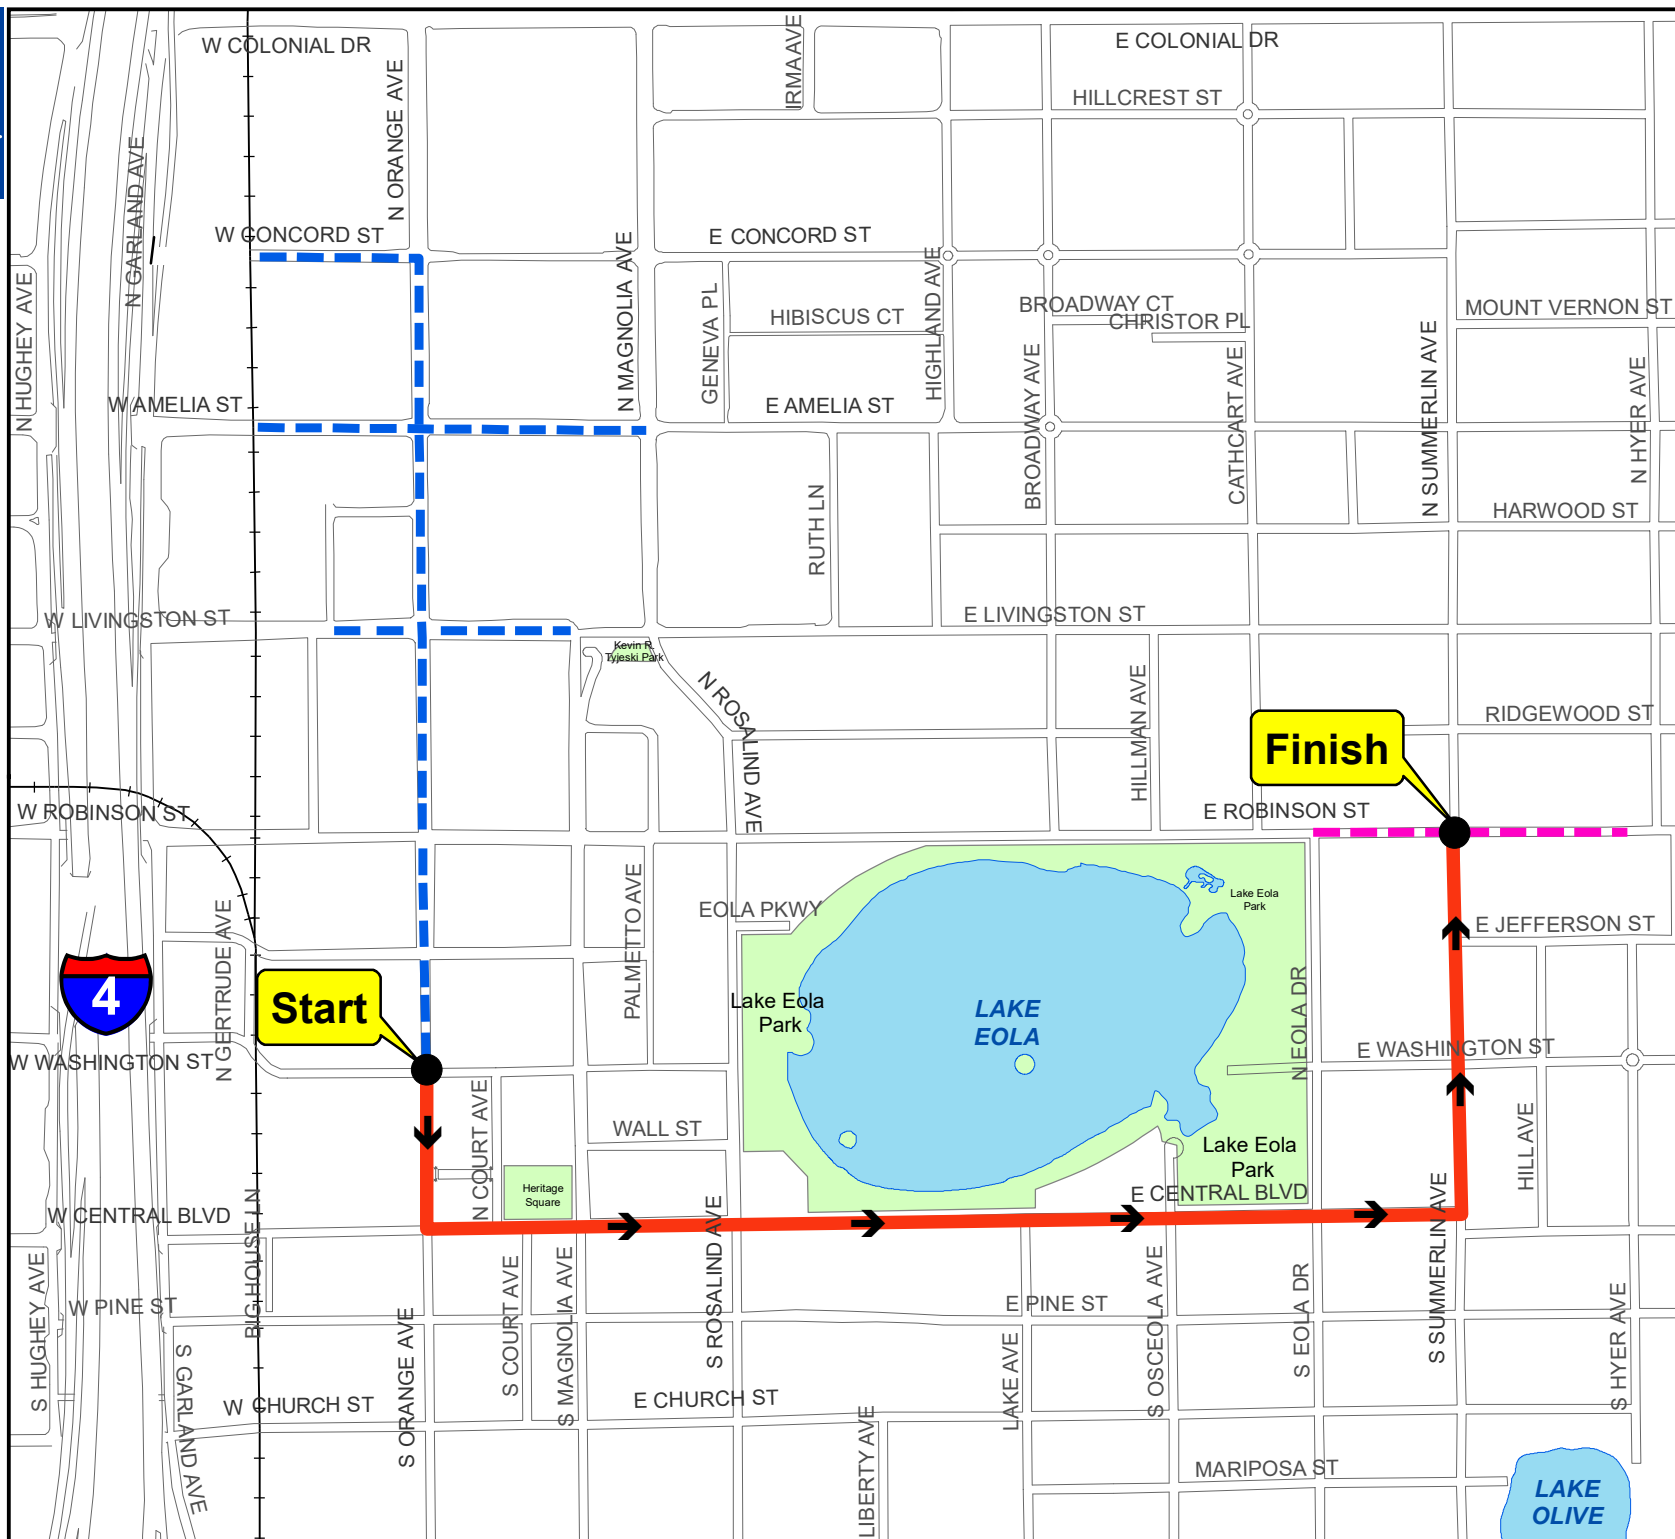 W COLONIAL DR
E COLONIAL DR
IRMA AVE
N ORANGE AVE
HILLCREST ST
N GARLAND AVE
W CONCORD ST
E CONCORD ST
N HUGHEY AVE
N MAGNOLIA AVE
GENEVA PL
HIBISCUS CT
HIGHLAND AVE
BROADWAY CT
CHRISTOR PL
MOUNT VERNON ST
W AMELIA ST
E AMELIA ST
BROADWAY AVE
CATHCART AVE
N SUMMERLIN AVE
N HYER AVE
RUTH LN
HARWOOD ST
W LIVINGSTON ST
E LIVINGSTON ST
Kevin R.
Tyjeski Park
N ROSALIND AVE
HILLMAN AVE
RIDGEWOOD ST
Finish
W ROBINSON ST
E ROBINSON ST
PALMETTO AVE
EOLA PKWY
Lake Eola
Park
E JEFFERSON ST
N GERTRUDE AVE
4
Start
Lake Eola
Park
LAKE
EOLA
N EOLA DR
W WASHINGTON ST
E WASHINGTON ST
N COURT AVE
WALL ST
Lake Eola
Park
HILL AVE
Heritage
Square
W CENTRAL BLVD
E CENTRAL BLVD
BIG HOUSE LN
S ROSALIND AVE
S SUMMERLIN AVE
S HUGHEY AVE
W PINE ST
E PINE ST
S COURT AVE
S MAGNOLIA AVE
S OSCEOLA AVE
S EOLA DR
S HYER AVE
S GARLAND AVE
S ORANGE AVE
LAKE AVE
W CHURCH ST
E CHURCH ST
LIBERTY AVE
MARIPOSA ST
LAKE
OLIVE